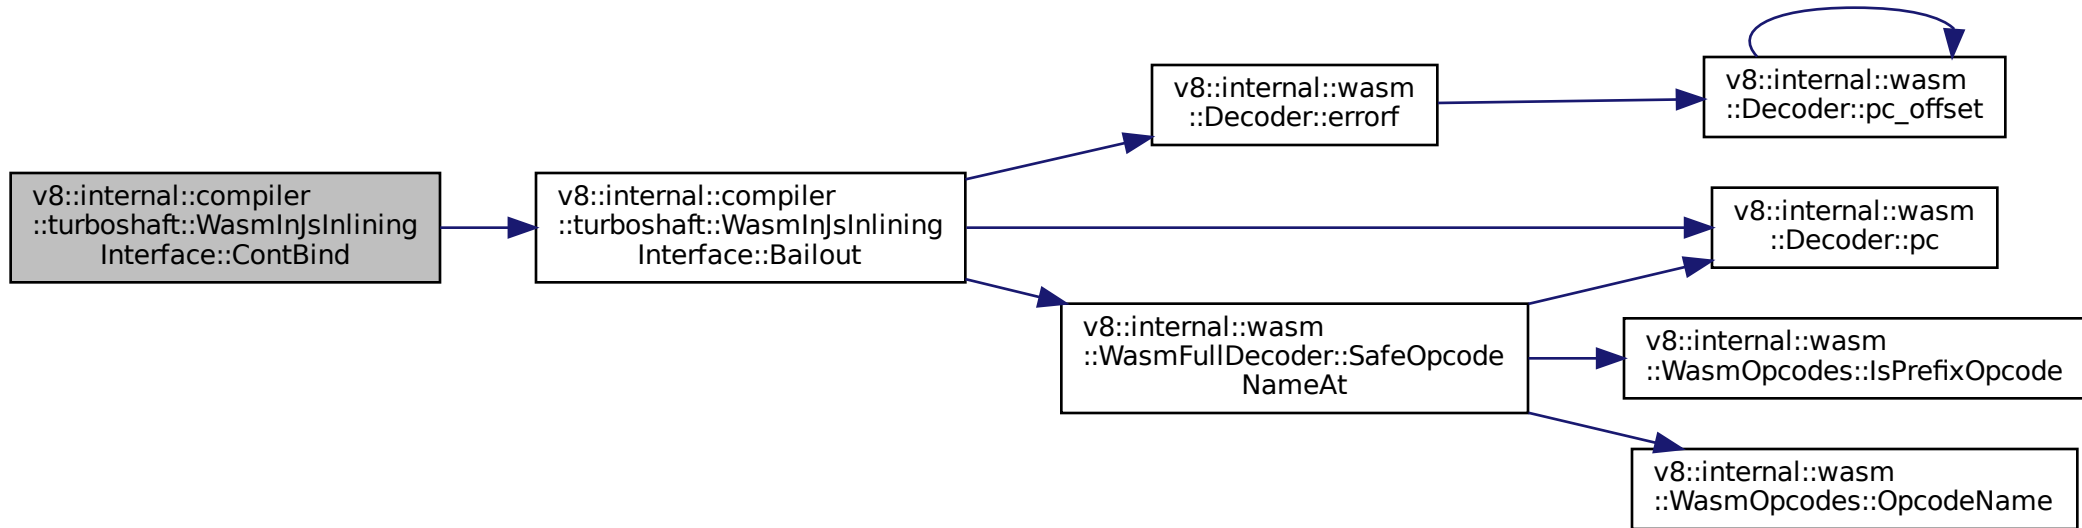 v8::internal::compiler
::turboshaft::WasmInJsInlining
Interface::ContBind
v8::internal::compiler
::turboshaft::WasmInJsInlining
Interface::Bailout
v8::internal::wasm
::Decoder::errorf
v8::internal::wasm
::Decoder::pc_offset
v8::internal::wasm
::Decoder::pc
v8::internal::wasm
::WasmFullDecoder::SafeOpcode
NameAt
v8::internal::wasm
::WasmOpcodes::IsPrefixOpcode
v8::internal::wasm
::WasmOpcodes::OpcodeName